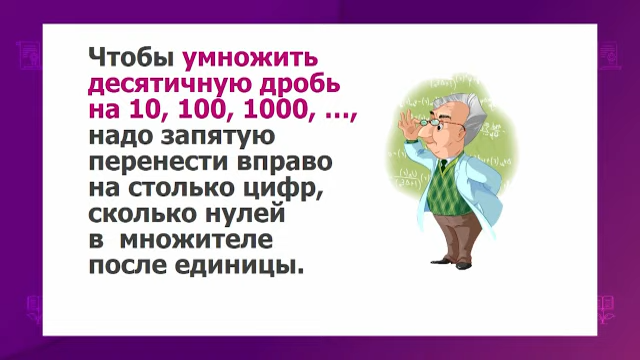 Чтобы умножить
десятичную дробь
на 10, 100, 1000, ...,
надо запятую
перенести вправо
на столько цифр,
сколько нулей
в множителе
после единицы.